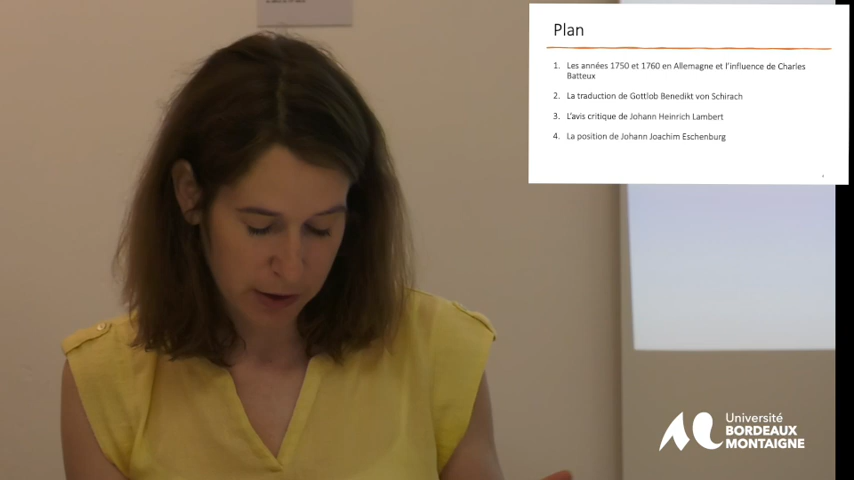 Plan
1. Les années 1750 et 1760 en Allemagne et l'influence de Charles
Batteux
2. La traduction de Gottlob Benedikt von Schirach
3. L'avis critique de Johann Heinrich Lambert
4. La position de Johann Joachim Eschenburg
Université
BORDEAUX
MONTAIGNE